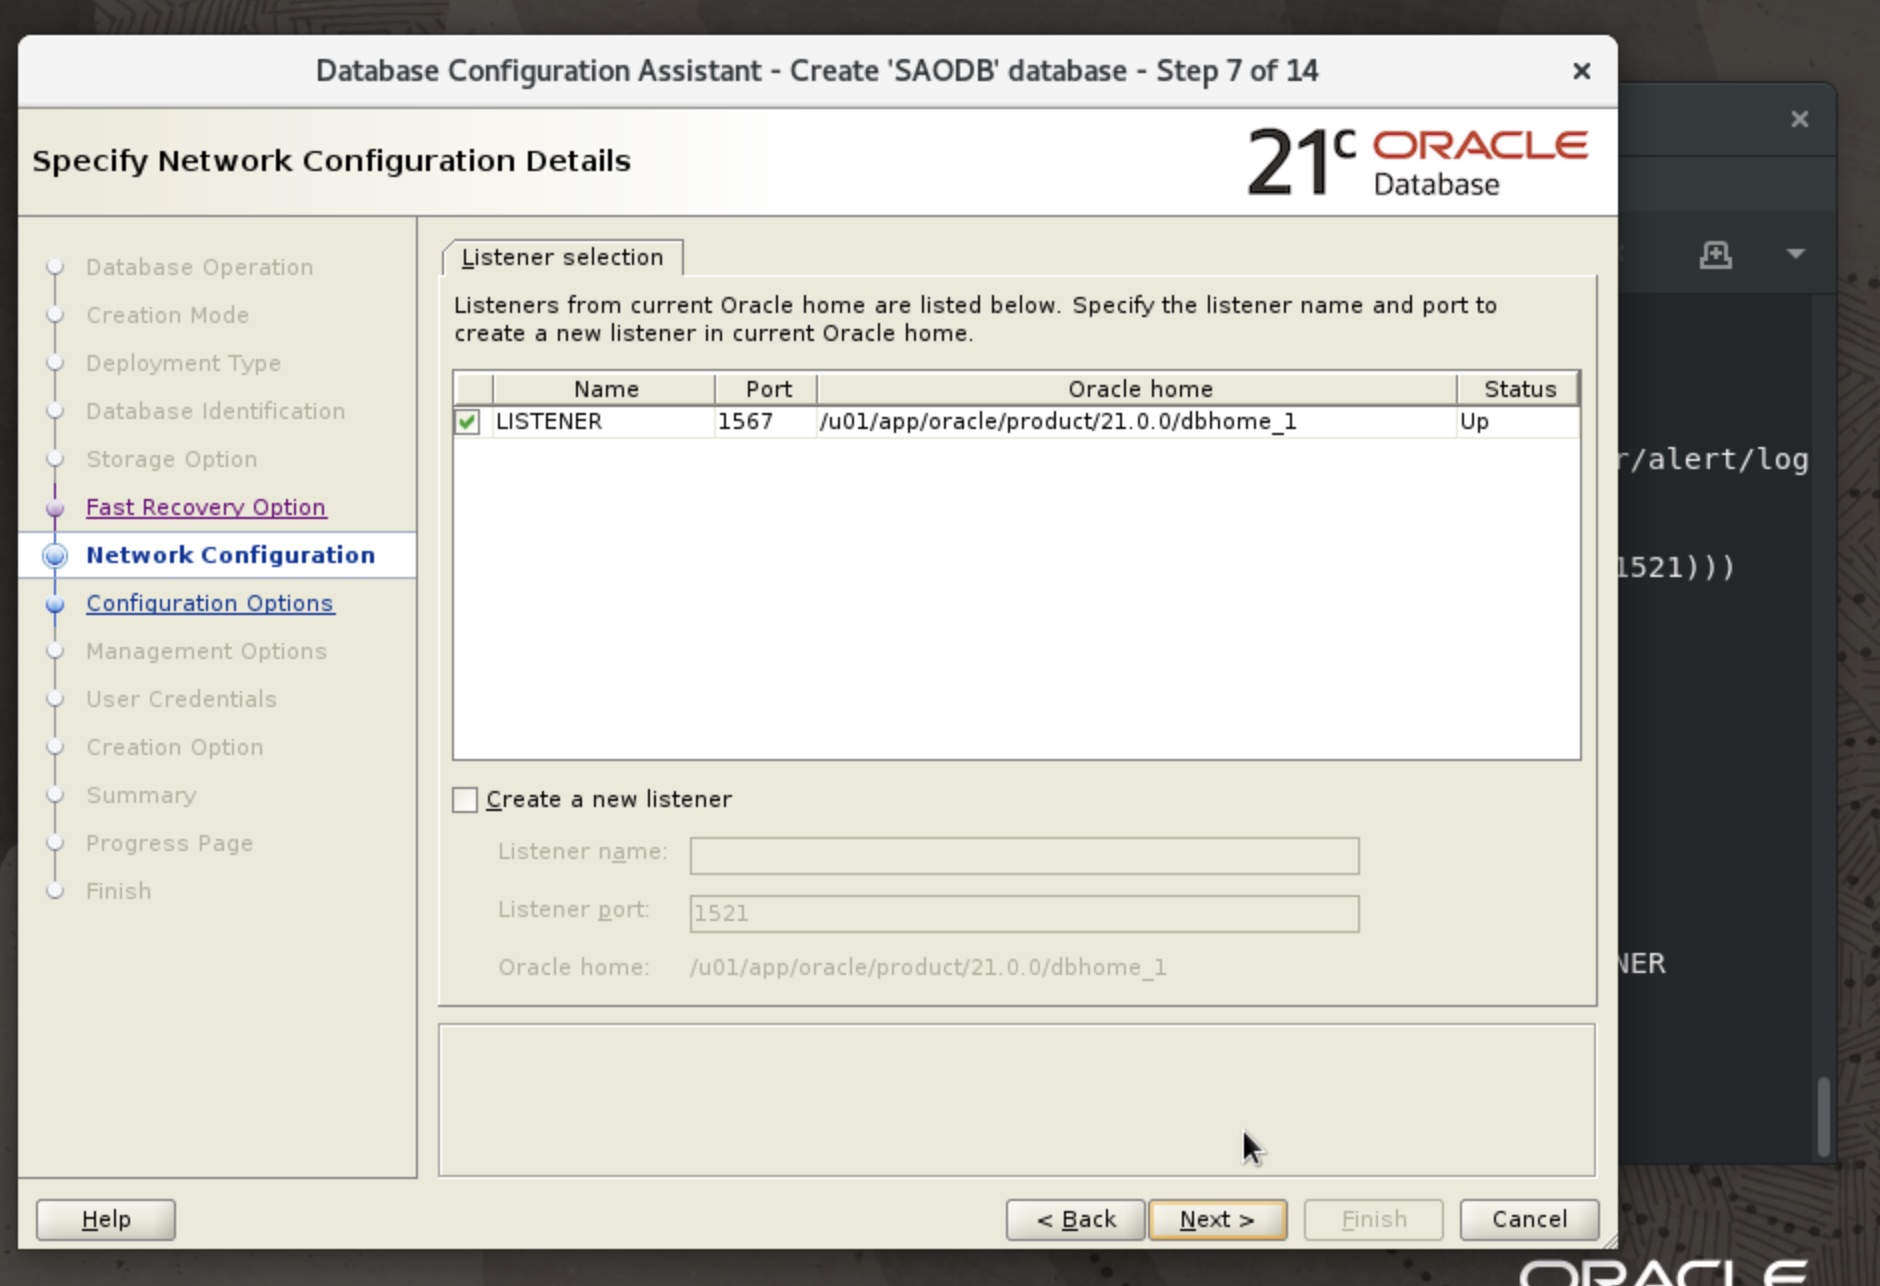 Database Configuration Assistant - Create 'SAODB' database - Step 7 of 14
Specify Network Configuration Details
21c ORACLE
Database
Database Operation
Creation Mode
Deployment Type
Database Identification
Storage Option
Fast Recovery Option
Network Configuration
Configuration Options
Management Options
User Credentials
Creation Option
Summary
Progress Page
Finish
Listener selection
Listeners from current Oracle home are listed below. Specify the listener name and port to
create a new listener in current Oracle home.
Name Port Oracle home Status
LISTENER 1567 /u01/app/oracle/product/21.0.0/dbhome_1 Up
Create a new listener
Listener name:
Listener port: 1521
Oracle home: /u01/app/oracle/product/21.0.0/dbhome_1
Help
< Back Next > Finish Cancel
r/alert/log
1521)))
NER
ORACLE